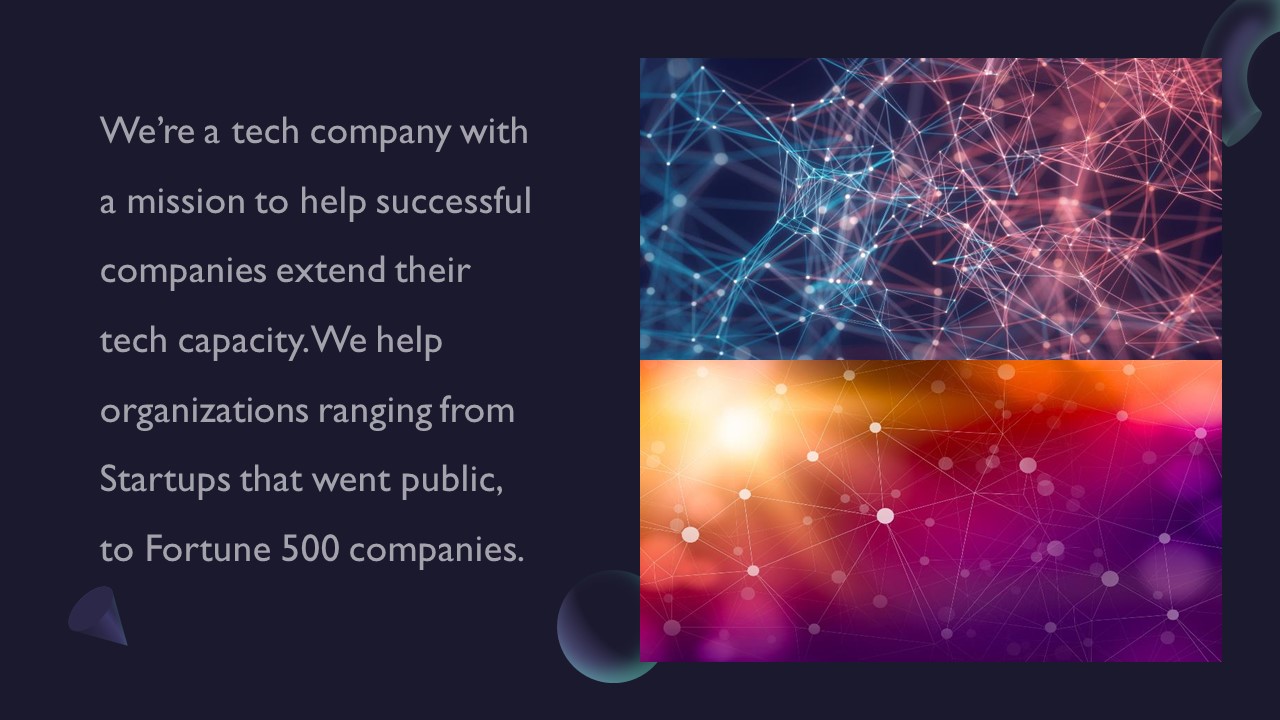 We’re a tech company with
a mission to help successful
companies extend their
tech capacity. We help
organizations ranging from
Startups that went public,
to Fortune 500 companies.